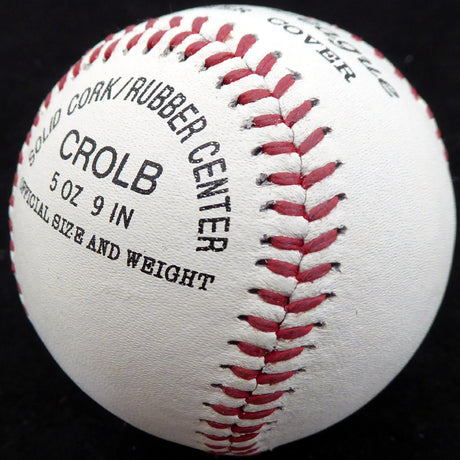 SOLID CORK/RUBBER CENTER
CROLB
5 OZ 9 IN
OFFICIAL SIZE AND WEIGHT
COVER